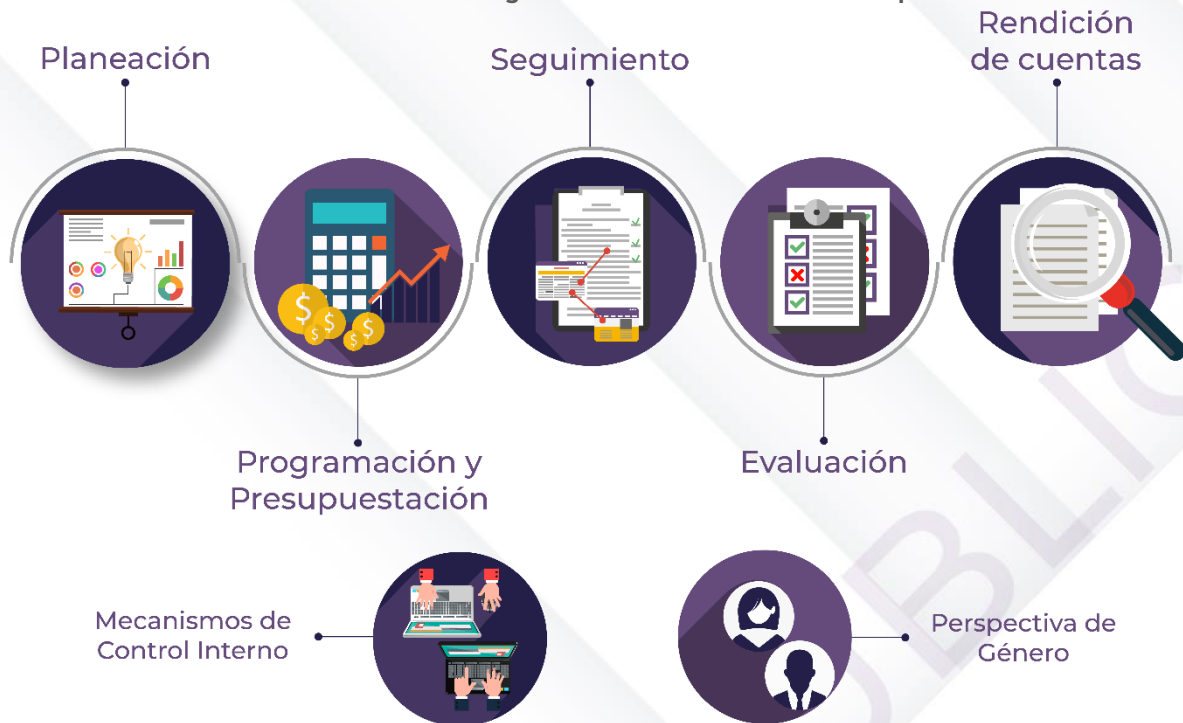 Planeación
Seguimiento
Rendición
de cuentas
Programación y
Presupuestación
Evaluación
Mecanismos de
Control Interno
Perspectiva de
Género